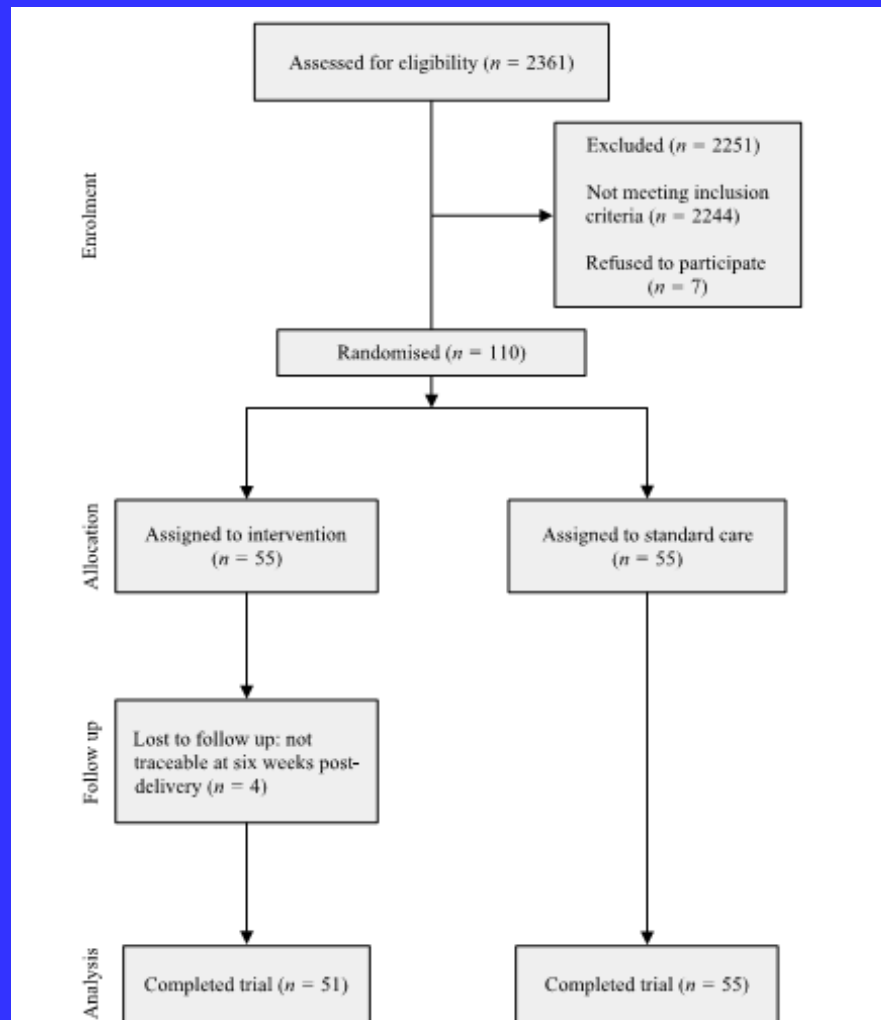 Assessed for eligibility (n = 2361)
Enrolment
Excluded (n = 2251)
Not meeting inclusion
criteria (n = 2244)
Refused to participate
(n = 7)
Randomised (n = 110)
Allocation
Assigned to intervention
(n = 55)
Assigned to standard care
(n = 55)
Follow up
Lost to follow up: not
traceable at six weeks post-
delivery (n = 4)
Analysis
Completed trial (n = 51)
Completed trial (n = 55)